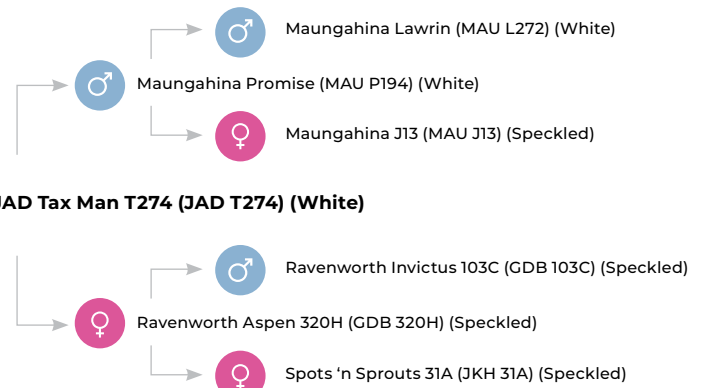 Maungahina Lawrin (MAU L272) (White)
Maungahina Promise (MAU P194) (White)
Maungahina J13 (MAU J13) (Speckled)
JAD Tax Man T274 (JAD T274) (White)
Ravenworth Invictus 103C (GDB 103C) (Speckled)
Ravenworth Aspen 320H (GDB 320H) (Speckled)
Spots ‘n Sprouts 31A (JKH 31A) (Speckled)